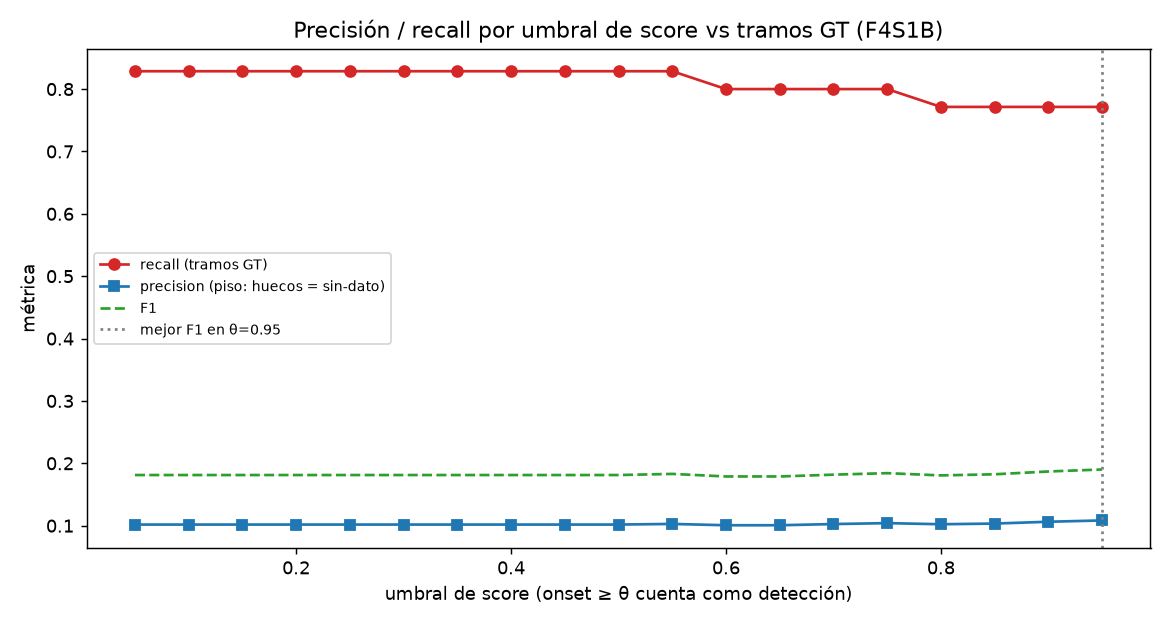 Precisión / recall por umbral de score vs tramos GT (F4S1B)
métrica
0.8
0.7
0.6
0.5
0.4
0.3
0.2
0.1
recall (tramos GT)
precision (piso: huecos = sin-dato)
F1
mejor F1 en θ=0.95
0.2 0.4 0.6 0.8
umbral de score (onset ≥ θ cuenta como detección)